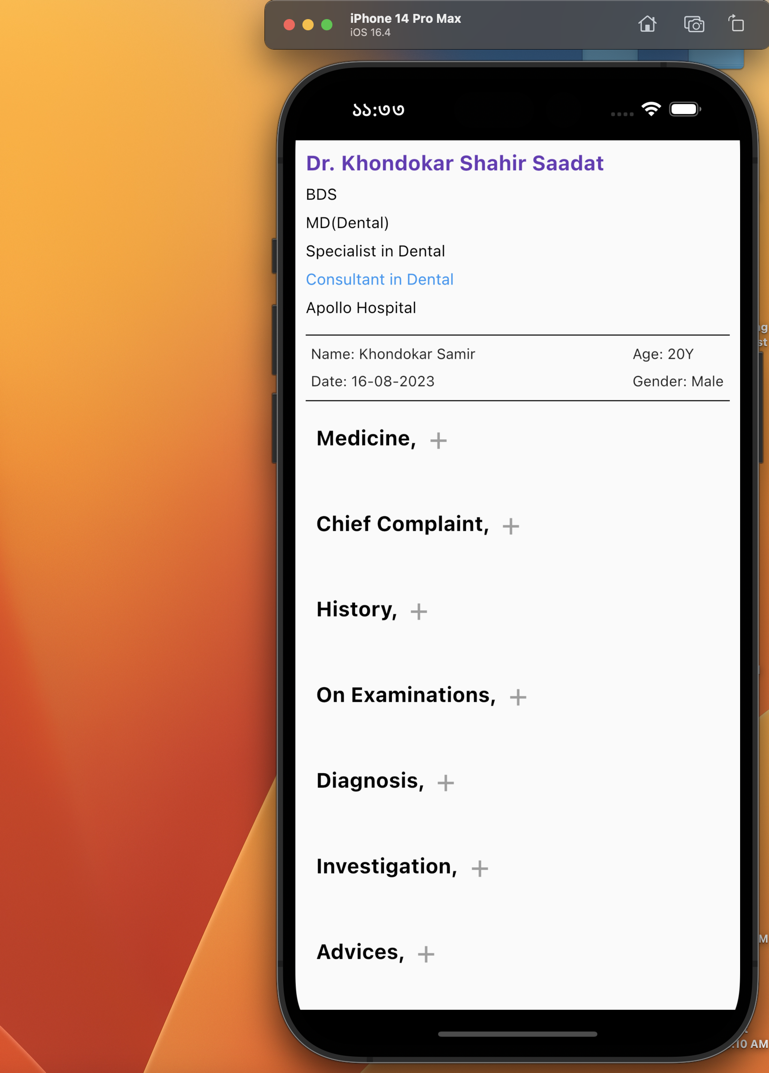 iPhone 14 Pro Max
iOS 16.4
১১:৩৩
Dr. Khondokar Shahir Saadat
BDS
MD(Dental)
Specialist in Dental
Consultant in Dental
Apollo Hospital
Name: Khondokar Samir Age: 20Y
Date: 16-08-2023 Gender: Male
Medicine, +
Chief Complaint, +
History, +
On Examinations, +
Diagnosis, +
Investigation, +
Advices, +